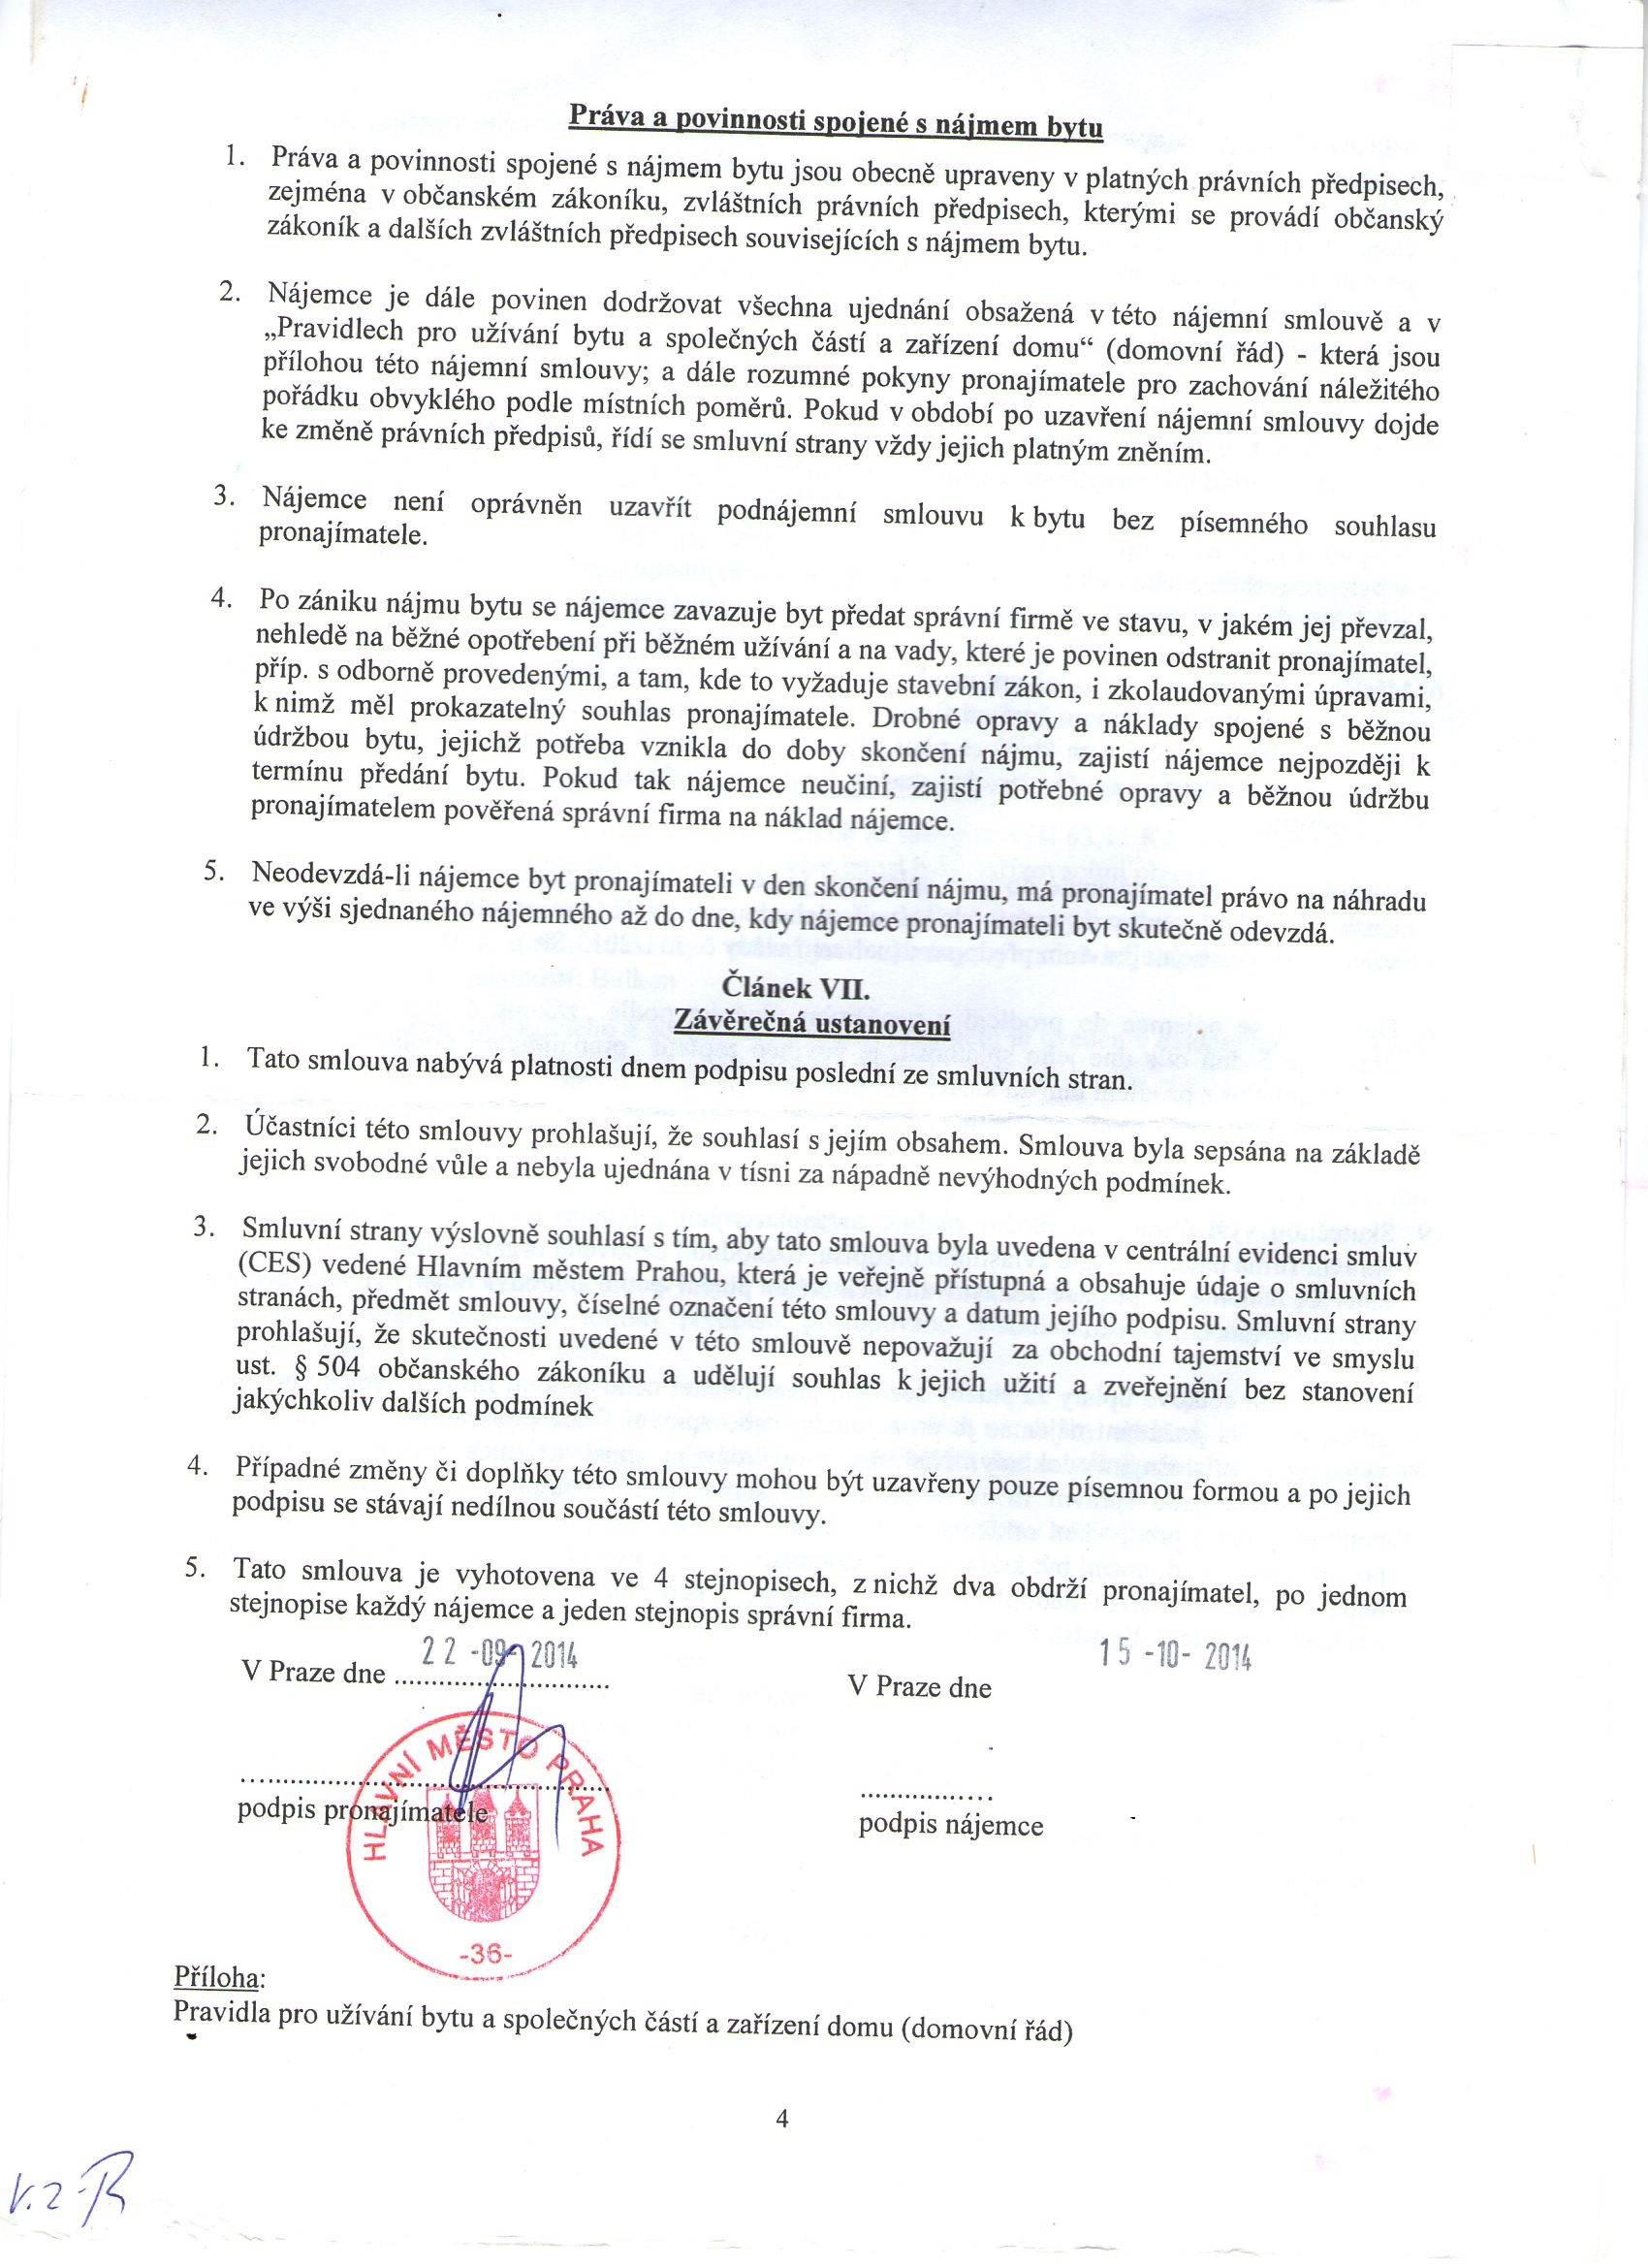 Práva a povinnosti spojené s nájmem bytu
1. Práva a povinnosti spojené s nájmem bytu jsou obecně upraveny v platných právních předpisech,
zejména v občanském zákoníku, zvláštních právních předpisech, kterými se provádí občanský
zákoník a dalších zvláštních předpisech souvisejících s nájmem bytu.
2. Nájemce je dále povinen dodržovat všechna ujednání obsažená v této nájemní smlouvě a v
„Pravidlech pro užívání bytu a společných částí a zařízení domu“ (domovní řád) - která jsou
přílohou této nájemní smlouvy; a dále rozumné pokyny pronajímatele pro zachování náležitého
pořádku obvyklého podle místních poměrů. Pokud v období po uzavření nájemní smlouvy dojde
ke změně právních předpisů, řídí se smluvní strany vždy jejich platným zněním.
3. Nájemce není oprávněn uzavřít podnájemní smlouvu k bytu bez písemného souhlasu
pronajímatele.
4. Po zániku nájmu bytu se nájemce zavazuje byt předat správní firmě ve stavu, v jakém jej převzal,
nehledě na běžné opotřebení při běžném užívání a na vady, které je povinen odstranit pronajímatel,
příp. s odborně provedenými, a tam, kde to vyžaduje stavební zákon, i zkolaudovanými úpravami,
k nimž měl prokazatelný souhlas pronajímatele. Drobné opravy a náklady spojené s běžnou
údržbou bytu, jejichž potřeba vznikla do doby skončení nájmu, zajistí nájemce nejpozději k
termínu předání bytu. Pokud tak nájemce neučiní, zajistí potřebné opravy a běžnou údržbu
pronajímatelem pověřená správní firma na náklad nájemce.
5. Neodevzdá-li nájemce byt pronajímateli v den skončení nájmu, má pronajímatel právo na náhradu
ve výši sjednaného nájemného až do dne, kdy nájemce pronajímateli byt skutečně odevzdá.
Článek VII.
Závěrečná ustanovení
1. Tato smlouva nabývá platnosti dnem podpisu poslední ze smluvních stran.
2. Účastníci této smlouvy prohlašují, že souhlasí s jejím obsahem. Smlouva byla sepsána na základě
jejich svobodné vůle a nebyla ujednána v tísni za nápadně nevýhodných podmínek.
3. Smluvní strany výslovně souhlasí s tím, aby tato smlouva byla uvedena v centrální evidenci smluv
(CES) vedené Hlavním městem Prahou, která je veřejně přístupná a obsahuje údaje o smluvních
stranách, předmět smlouvy, číselné označení této smlouvy a datum jejího podpisu. Smluvní strany
prohlašují, že skutečnosti uvedené v této smlouvě nepovažují za obchodní tajemství ve smyslu
ust. § 504 občanského zákoníku a udělují souhlas k jejich užití a zveřejnění bez stanovení
jakýchkoliv dalších podmínek
4. Případné změny či doplňky této smlouvy mohou být uzavřeny pouze písemnou formou a po jejich
podpisu se stávají nedílnou součástí této smlouvy.
5. Tato smlouva je vyhotovena ve 4 stejnopisech, z nichž dva obdrží pronajímatel, po jednom
stejnopise každý nájemce a jeden stejnopis správní firma.
22 -09- 2014
15 -10- 2014
V Praze dne ..............................
V Praze dne
HLAVNÍ MĚSTO PRAHA
podpis pronajímatele
podpis nájemce
-36-
Příloha:
Pravidla pro užívání bytu a společných částí a zařízení domu (domovní řád)
4